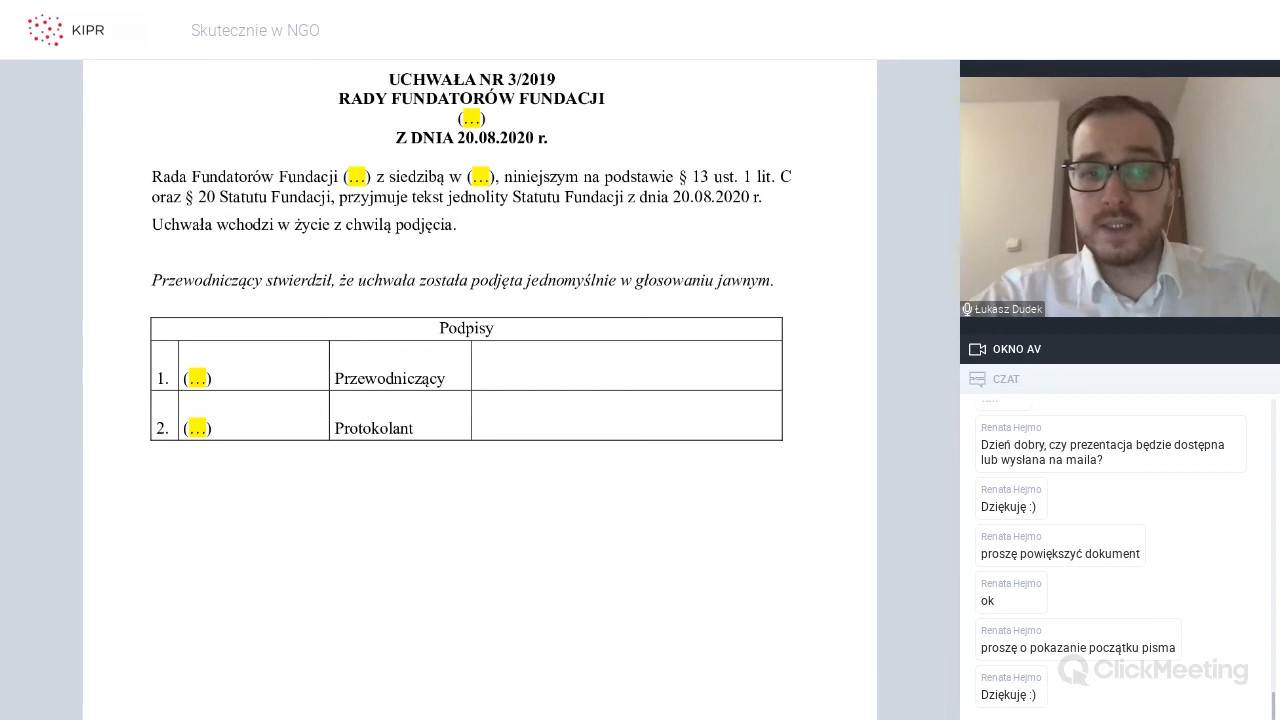 KIPR
Skutecznie w NGO
UCHWAŁA NR 3/2019
RADY FUNDATORÓW FUNDACJI
(…)
Z DNIA 20.08.2020 r.
Rada Fundatorów Fundacji (…) z siedzibą w (…), niniejszym na podstawie § 13 ust. 1 lit. C
oraz § 20 Statutu Fundacji, przyjmuje tekst jednolity Statutu Fundacji z dnia 20.08.2020 r.
Uchwała wchodzi w życie z chwilą podjęcia.
Przewodniczący stwierdził, że uchwała została podjęta jednomyślnie w głosowaniu jawnym.
Podpisy
1. (…) Przewodniczący
2. (…) Protokolant
Łukasz Dudek
OKNO AV
CZAT
Renata Hejmo
Dzień dobry, czy prezentacja będzie dostępna
lub wysłana na maila?
Renata Hejmo
Dziękuję :)
Renata Hejmo
proszę powiększyć dokument
Renata Hejmo
ok
Renata Hejmo
proszę o pokazanie początku pisma
Renata Hejmo
Dziękuję :)
ClickMeeting